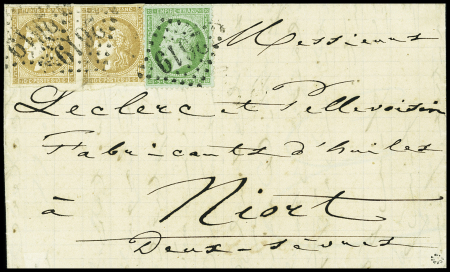 Messieurs
Leclerc et Pellevoisin
Fabricants d'huiles
à Niort
Deux-sèvres